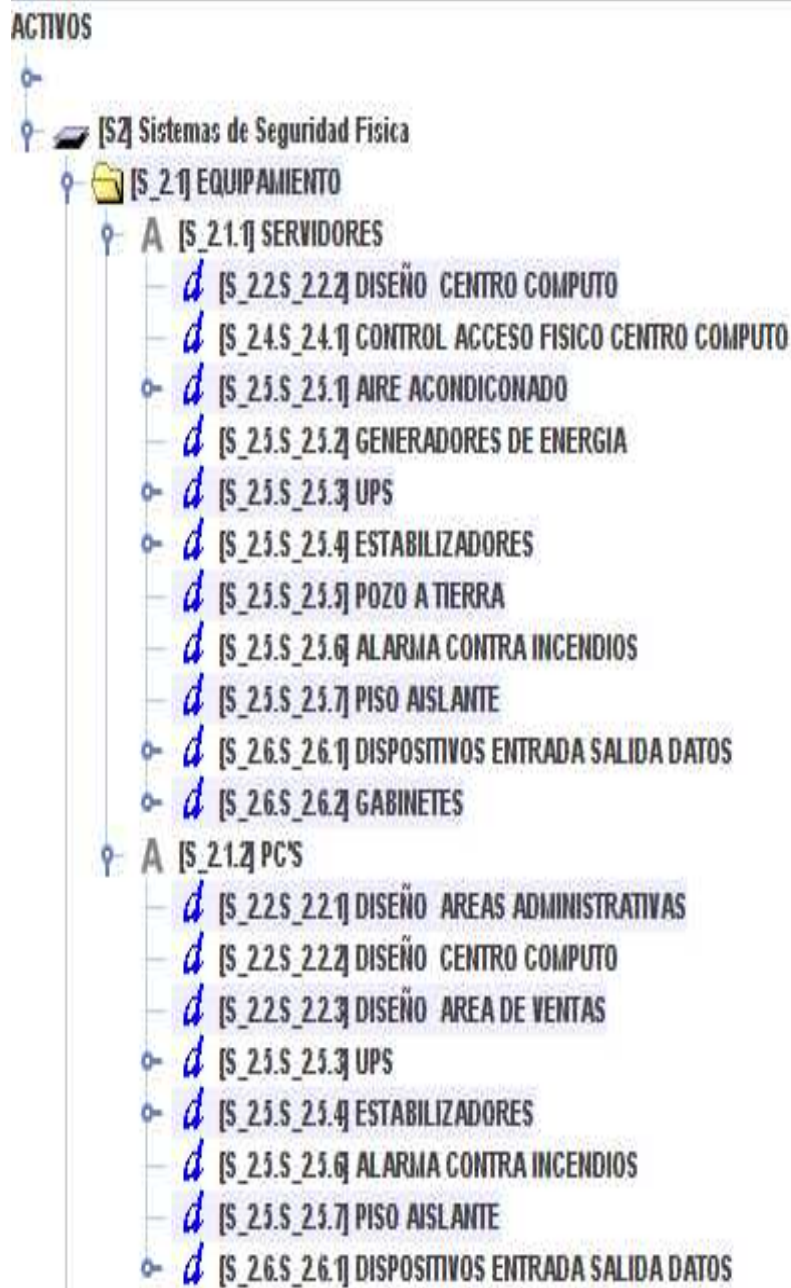 ACTIVOS
[S2] Sistemas de Seguridad Fisica
[S_2.1] EQUIPAMIENTO
A [S_2.1.1] SERVIDORES
d [S_2.2.S_2.2.2] DISEÑO CENTRO COMPUTO
d [S_2.4.S_2.4.1] CONTROL ACCESO FISICO CENTRO COMPUTO
d [S_2.5.S_2.5.1] AIRE ACONDICONADO
d [S_2.5.S_2.5.2] GENERADORES DE ENERGIA
d [S_2.5.S_2.5.3] UPS
d [S_2.5.S_2.5.4] ESTABILIZADORES
d [S_2.5.S_2.5.5] POZO A TIERRA
d [S_2.5.S_2.5.6] ALARMA CONTRA INCENDIOS
d [S_2.5.S_2.5.7] PISO AISLANTE
d [S_2.6.S_2.6.1] DISPOSITIVOS ENTRADA SALIDA DATOS
d [S_2.6.S_2.6.2] GABINETES
A [S_2.1.2] PC'S
d [S_2.2.S_2.2.1] DISEÑO AREAS ADMINISTRATIVAS
d [S_2.2.S_2.2.2] DISEÑO CENTRO COMPUTO
d [S_2.2.S_2.2.3] DISEÑO AREA DE VENTAS
d [S_2.5.S_2.5.3] UPS
d [S_2.5.S_2.5.4] ESTABILIZADORES
d [S_2.5.S_2.5.6] ALARMA CONTRA INCENDIOS
d [S_2.5.S_2.5.7] PISO AISLANTE
d [S_2.6.S_2.6.1] DISPOSITIVOS ENTRADA SALIDA DATOS